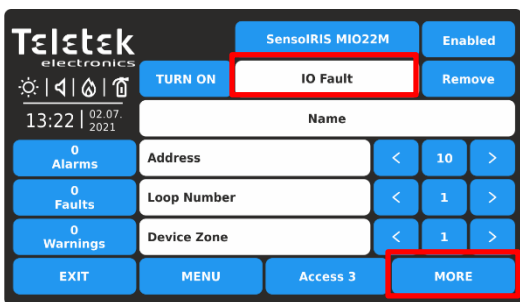 Teletek
electronics
SensoIRIS MIO22M
Enabled
TURN ON
IO Fault
Remove
13:22
02.07.
2021
Name
0
Alarms
Address
<
10
>
0
Faults
Loop Number
<
1
>
0
Warnings
Device Zone
<
1
>
EXIT
MENU
Access 3
MORE